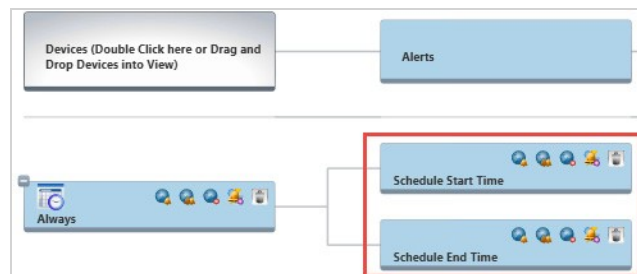 Devices (Double Click here or Drag and
Drop Devices into View)
Alerts
Always
Schedule Start Time
Schedule End Time